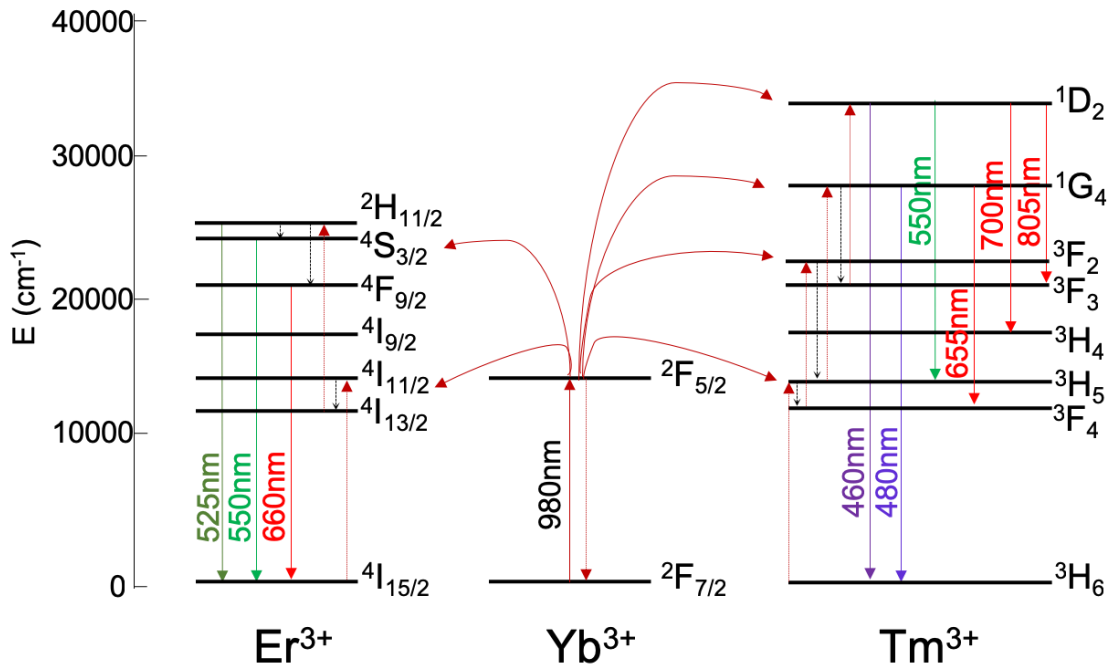 E (cm⁻¹)
40000
30000
20000
10000
0
²H₁₁/₂
⁴S₃/₂
⁴F₉/₂
⁴I₉/₂
⁴I₁₁/₂
⁴I₁₃/₂
⁴I₁₅/₂
525nm
550nm
660nm
Er³⁺
²F₅/₂
980nm
²F₇/₂
Yb³⁺
¹D₂
¹G₄
³F₂
³F₃
³H₄
³H₅
³F₄
³H₆
460nm
480nm
550nm
655nm
700nm
805nm
Tm³⁺